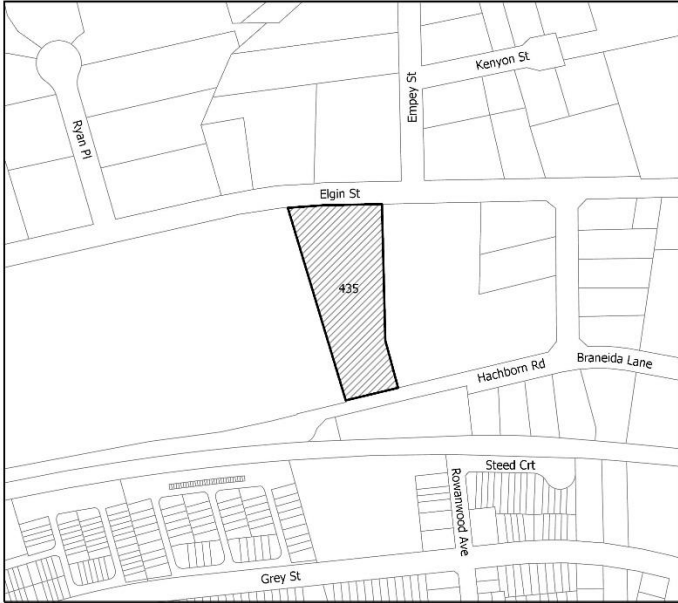 Kenyon St
Empey St
Ryan Pl
Elgin St
435
Braneida Lane
Hachborn Rd
Steed Crt
Rowanwood Ave
Grey St